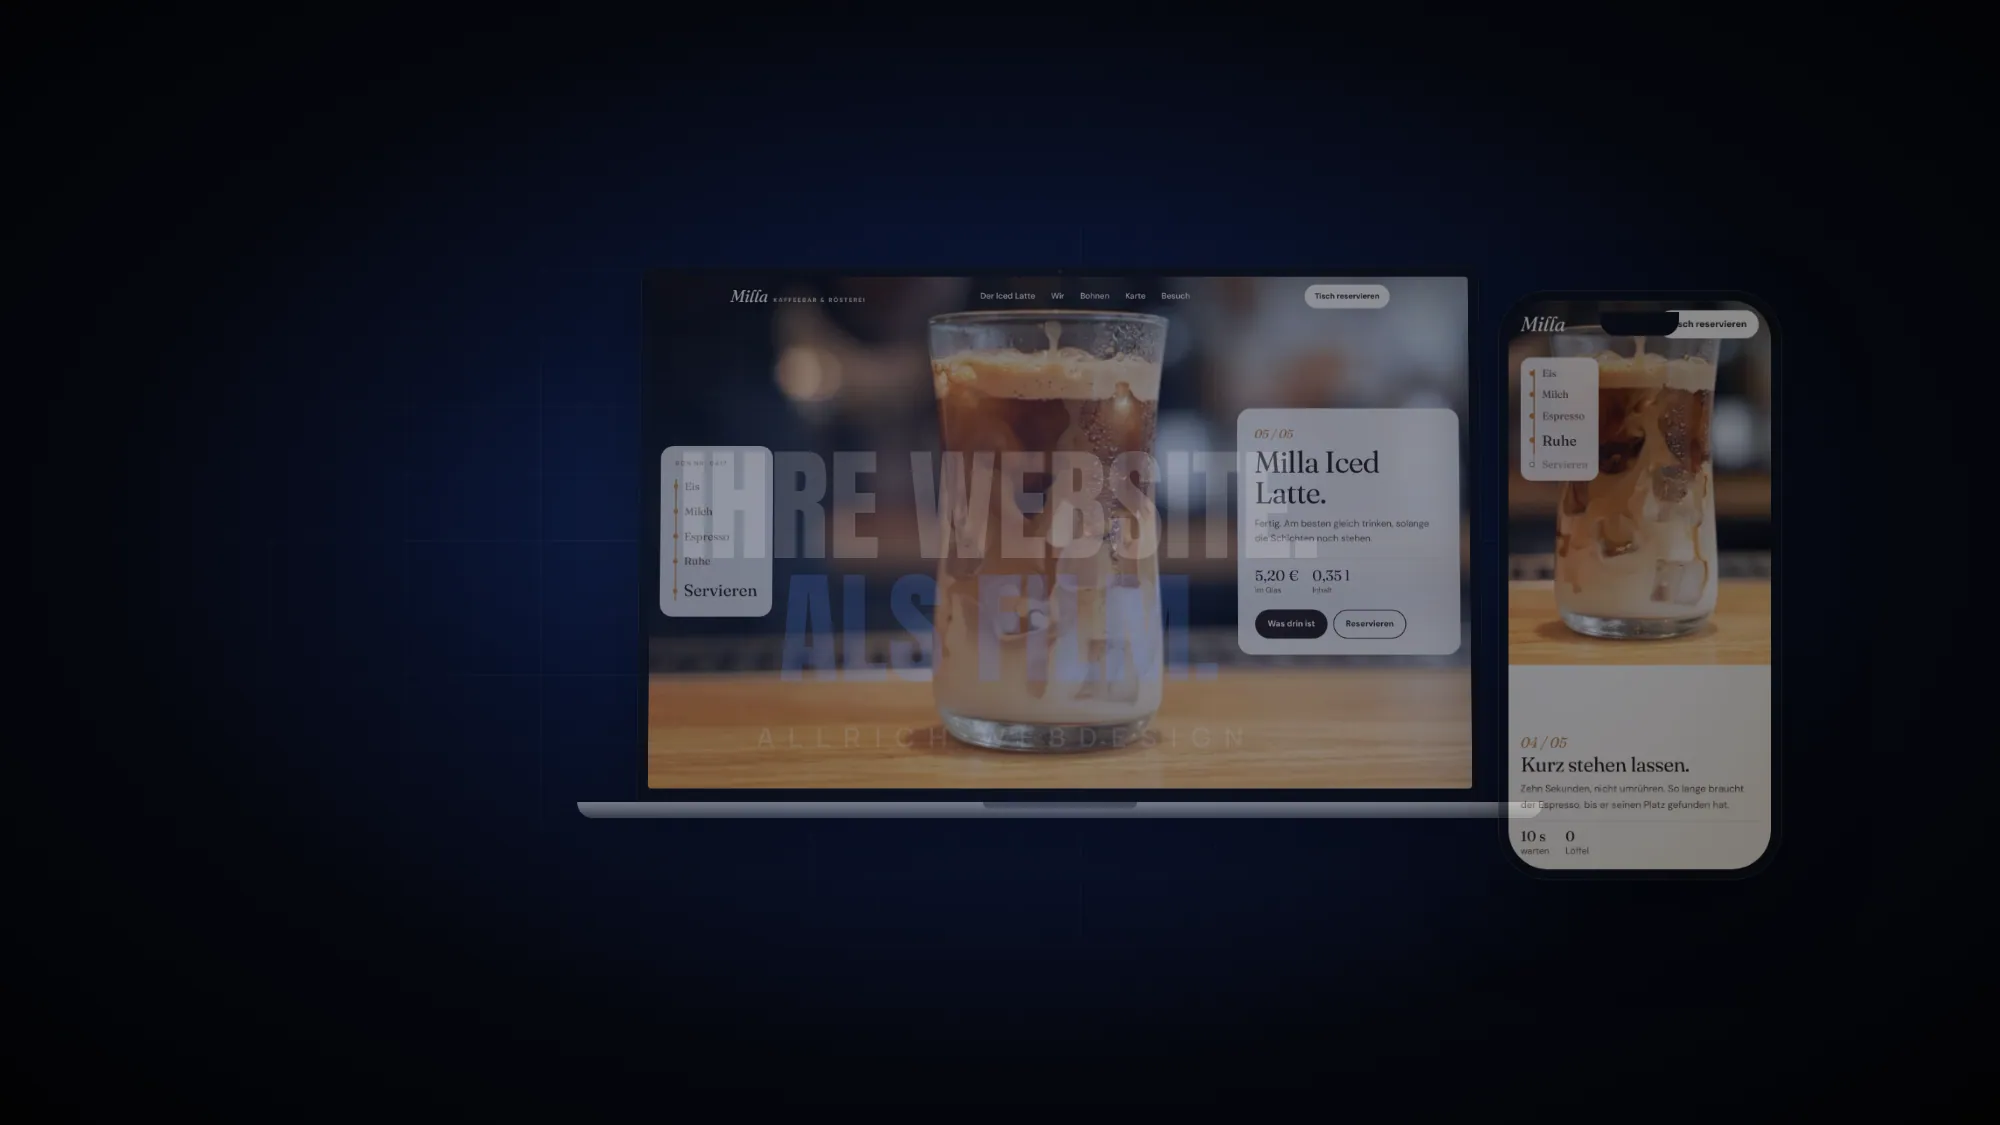 Milla KAFFEEBAR & RÖSTEREI
Der Iced Latte Wir Bohnen Karte Besuch
Tisch reservieren
Eis
Milch
Espresso
Ruhe
Servieren
IHRE WEBSITE.
ALS FILM.
ALLRICH WEBDESIGN
05/05
Milla Iced
Latte.
Fertig. Am besten gleich trinken, solange
die Schichten noch stehen.
5,20 € 0,35 l
im Glas Inhalt
Was drin ist Reservieren
Milla
sch reservieren
Eis
Milch
Espresso
Ruhe
Servieren
04/05
Kurz stehen lassen.
Zehn Sekunden, nicht umrühren. So lange braucht
der Espresso, bis er seinen Platz gefunden hat.
10 s 0
warten Löffel